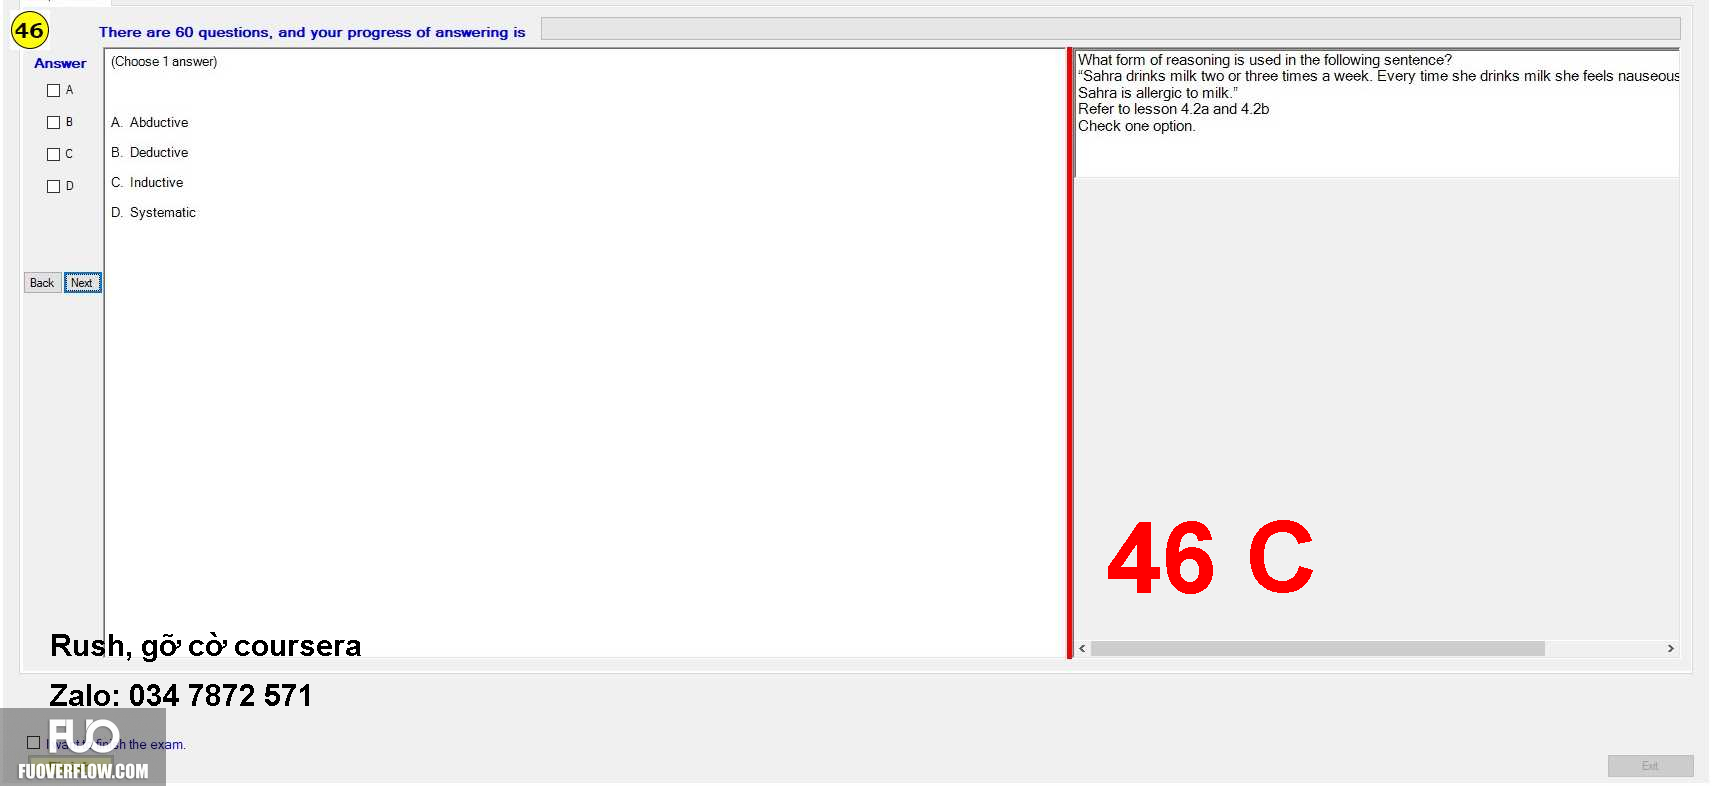 46
There are 60 questions, and your progress of answering is
Answer
A
B
C
D
Back
Next
(Choose 1 answer)
A. Abductive
B. Deductive
C. Inductive
D. Systematic
What form of reasoning is used in the following sentence?
“Sahra drinks milk two or three times a week. Every time she drinks milk she feels nauseous
Sahra is allergic to milk.”
Refer to lesson 4.2a and 4.2b
Check one option.
46 C
Rush, gỡ cờ coursera
Zalo: 034 7872 571
I want to finish the exam.
FUO
FUOVERFLOW.COM
Exit